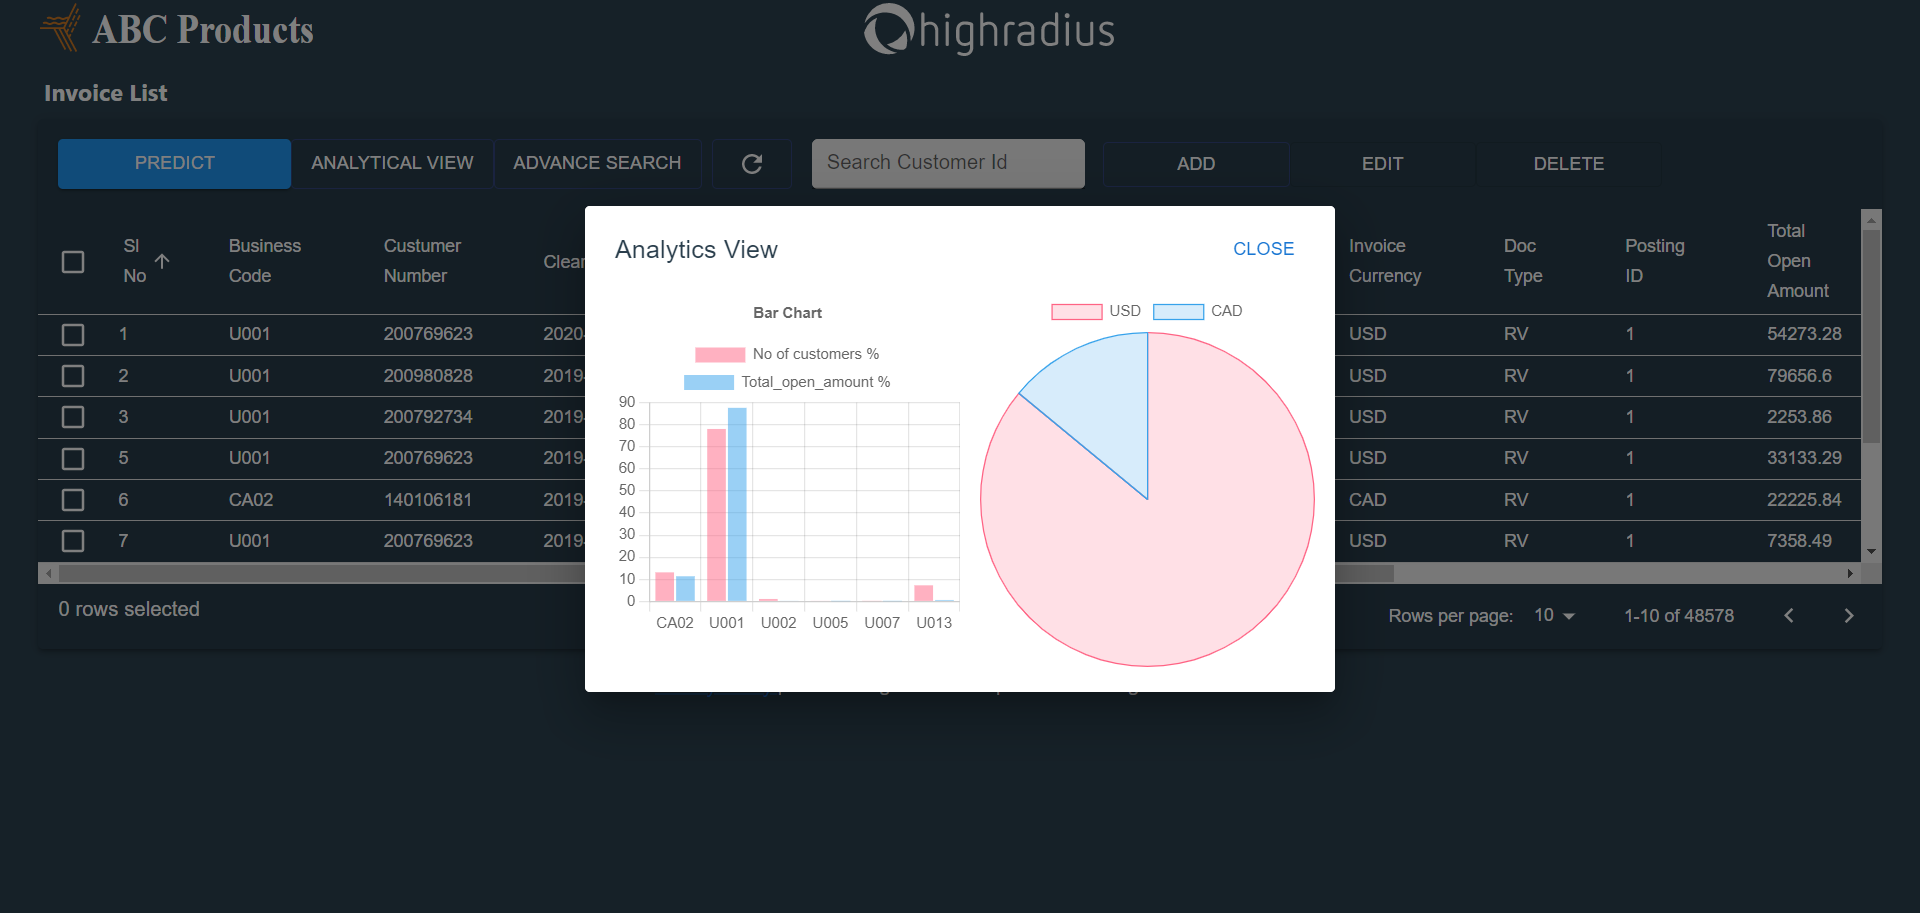 ABC Products
highradius
Invoice List
PREDICT ANALYTICAL VIEW ADVANCE SEARCH Search Customer Id ADD EDIT DELETE
Sl No Business Code Custumer Number Clear Invoice Currency Doc Type Posting ID Total Open Amount
1 U001 200769623 2020- USD RV 1 54273.28
2 U001 200980828 2019- USD RV 1 79656.6
3 U001 200792734 2019- USD RV 1 2253.86
5 U001 200769623 2019- USD RV 1 33133.29
6 CA02 140106181 2019- CAD RV 1 22225.84
7 U001 200769623 2019- USD RV 1 7358.49
0 rows selected
Rows per page: 10 1-10 of 48578
Analytics View
CLOSE
Bar Chart
No of customers %
Total_open_amount %
90
80
70
60
50
40
30
20
10
0
CA02 U001 U002 U005 U007 U013
USD CAD